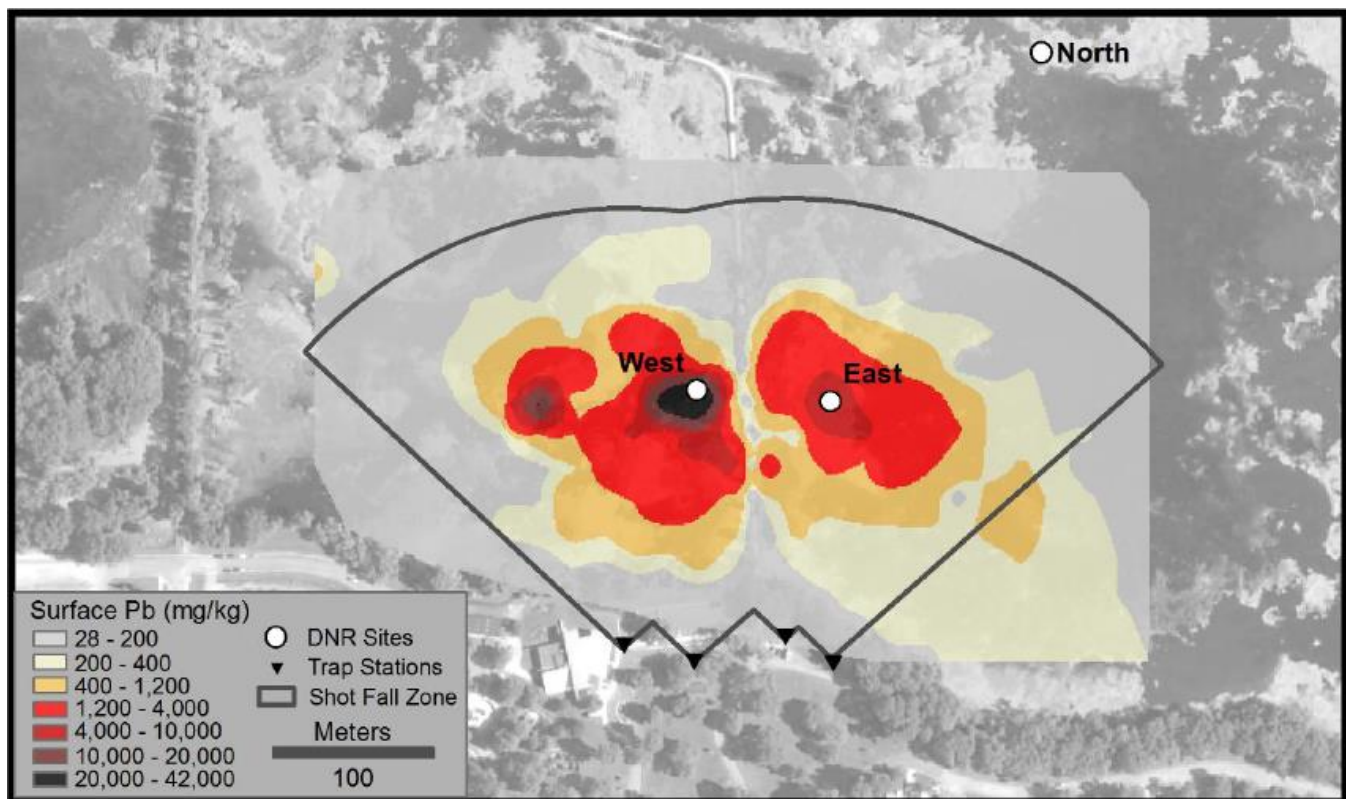 North
West
East
Surface Pb (mg/kg)
28 - 200
200 - 400
400 - 1,200
1,200 - 4,000
4,000 - 10,000
10,000 - 20,000
20,000 - 42,000
DNR Sites
Trap Stations
Shot Fall Zone
Meters
100